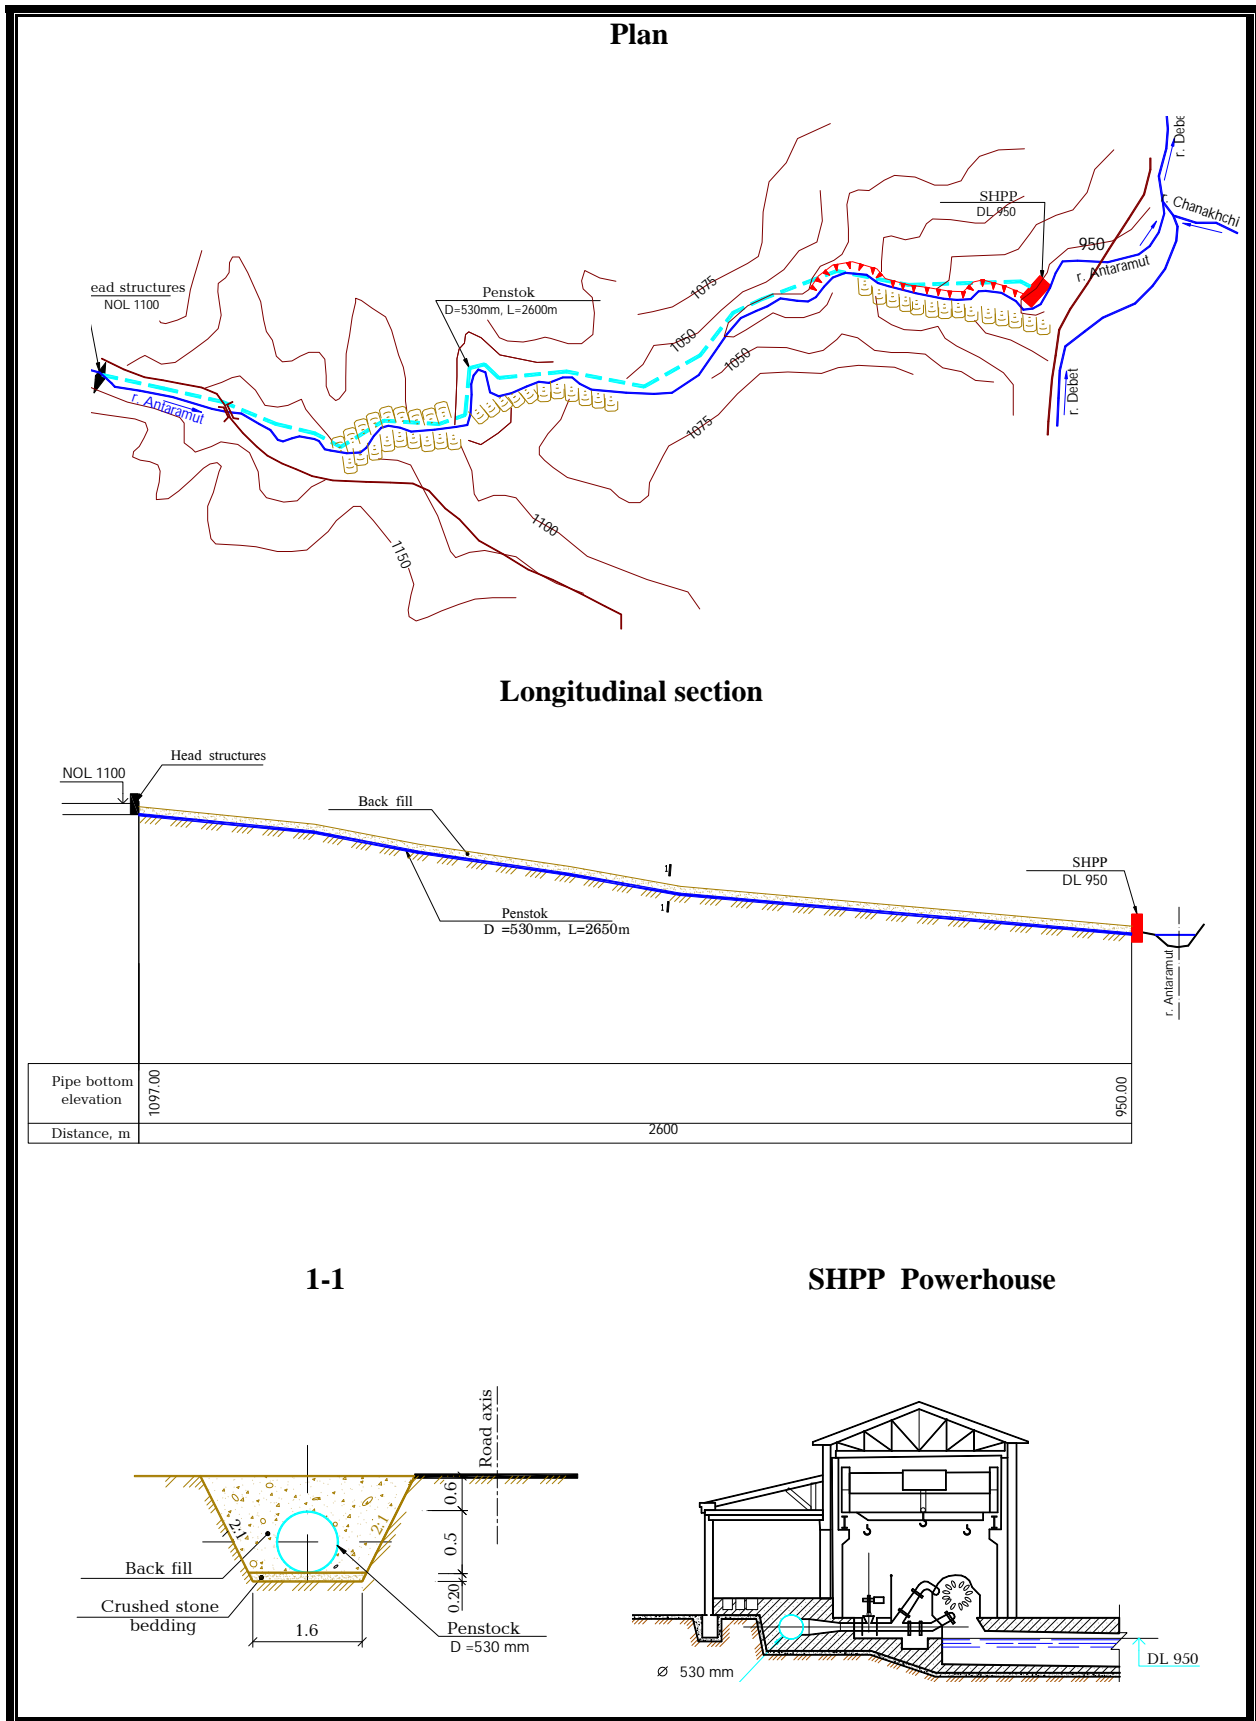 Plan
r. Debe
r. Chanakhchi
SHPP
DL 950
950
r. Antaramut
ead structures
NOL 1100
Penstok
D=530mm, L=2600m
1075
1050
1050
1075
r. Antaramut
r. Debet
1100
1150
Longitudinal section
Head structures
NOL 1100
Back fill
1
1
SHPP
DL 950
Penstok
D =530mm, L=2650m
r. Antaramut
Pipe bottom
elevation
1097.00
950.00
Distance, m
2600
1-1
SHPP Powerhouse
Road axis
0.6
2:1
2:1
0.5
Back fill
0.20
Crushed stone
bedding
1.6
Penstock
D =530 mm
Ø 530 mm
DL 950